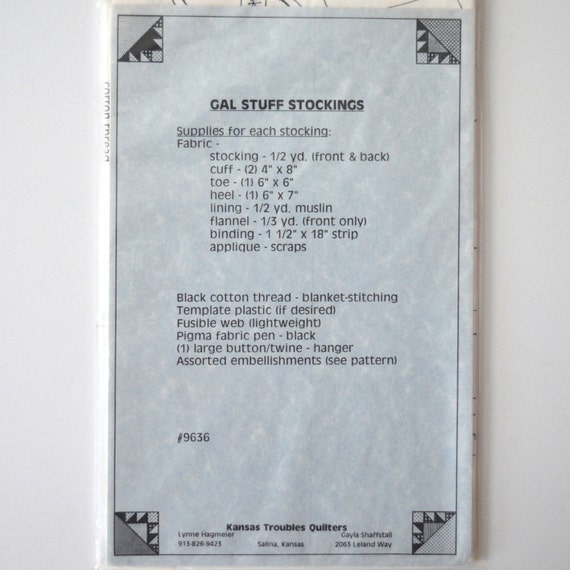 GAL STUFF STOCKINGS
Supplies for each stocking:
Fabric -
stocking - 1/2 yd. (front & back)
cuff - (2) 4" x 8"
toe - (1) 6" x 6"
heel - (1) 6" x 7"
lining - 1/2 yd. muslin
flannel - 1/3 yd. (front only)
binding - 1 1/2" x 18" strip
applique - scraps
Black cotton thread - blanket-stitching
Template plastic (if desired)
Fusible web (lightweight)
Pigma fabric pen - black
(1) large button/twine - hanger
Assorted embellishments (see pattern)
#9636
Kansas Troubles Quilters
Lynne Hagmeier Gayla Shaffstall
913-826-9423 Salina, Kansas 2063 Leland Way
cotton thread